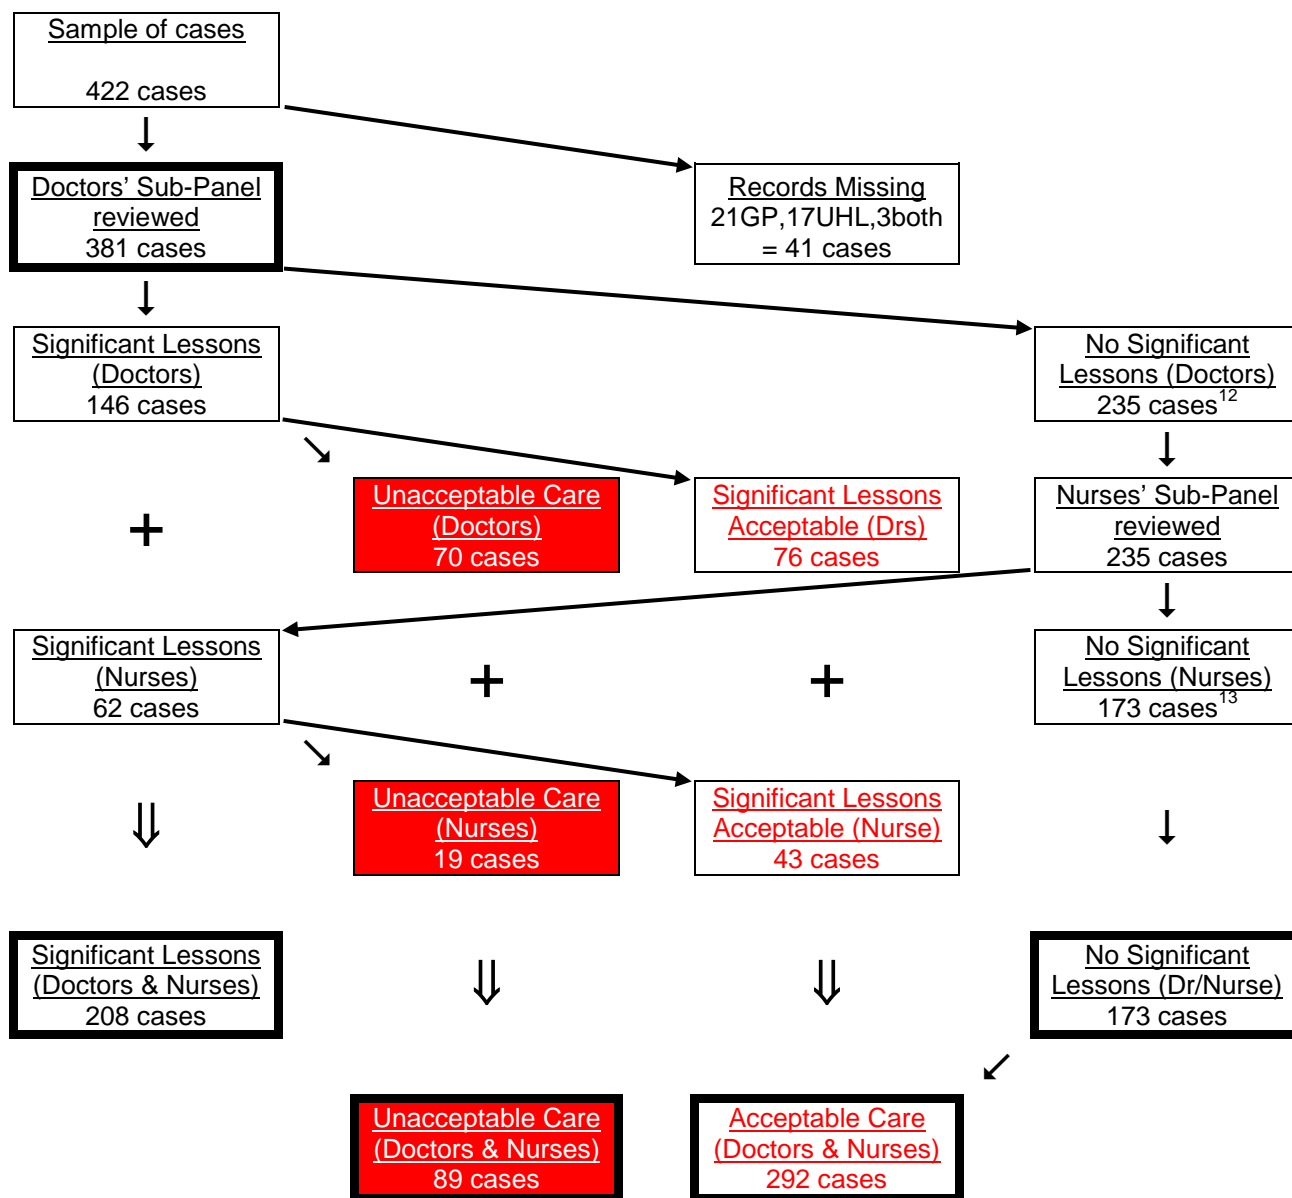 Sample of cases
422 cases
Doctors’ Sub-Panel
reviewed
381 cases
Records Missing
21GP,17UHL,3both
= 41 cases
Significant Lessons
(Doctors)
146 cases
No Significant
Lessons (Doctors)
235 cases12
Unacceptable Care
(Doctors)
70 cases
Significant Lessons
Acceptable (Drs)
76 cases
Nurses’ Sub-Panel
reviewed
235 cases
+
Significant Lessons
(Nurses)
62 cases
+
+
No Significant
Lessons (Nurses)
173 cases13
Unacceptable Care
(Nurses)
19 cases
Significant Lessons
Acceptable (Nurse)
43 cases
Significant Lessons
(Doctors & Nurses)
208 cases
No Significant
Lessons (Dr/Nurse)
173 cases
Unacceptable Care
(Doctors & Nurses)
89 cases
Acceptable Care
(Doctors & Nurses)
292 cases